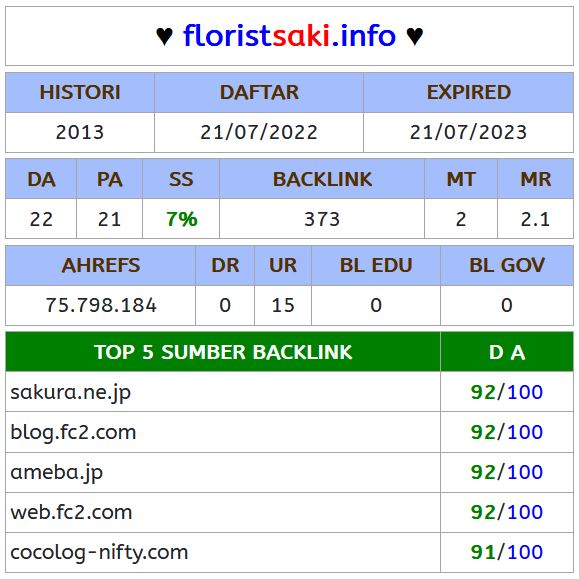 ♥ floristsaki.info ♥
HISTORI DAFTAR EXPIRED
2013 21/07/2022 21/07/2023
DA PA SS BACKLINK MT MR
22 21 7% 373 2 2.1
AHREFS DR UR BL EDU BL GOV
75.798.184 0 15 0 0
TOP 5 SUMBER BACKLINK D A
sakura.ne.jp 92/100
blog.fc2.com 92/100
ameba.jp 92/100
web.fc2.com 92/100
cocolog-nifty.com 91/100